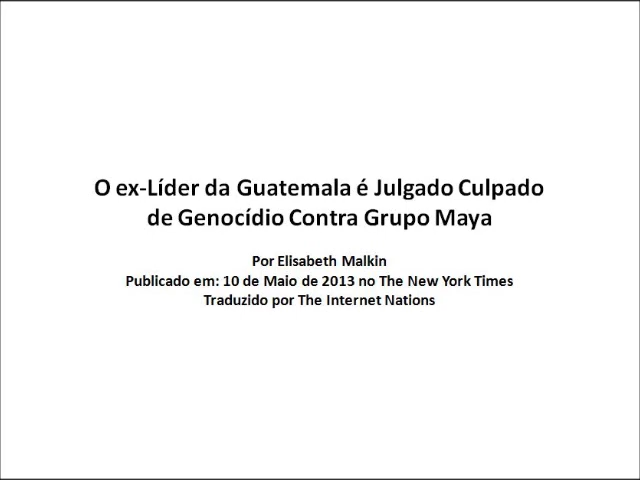 O ex-Líder da Guatemala é Julgado Culpado
de Genocídio Contra Grupo Maya
Por Elisabeth Malkin
Publicado em: 10 de Maio de 2013 no The New York Times
Traduzido por The Internet Nations